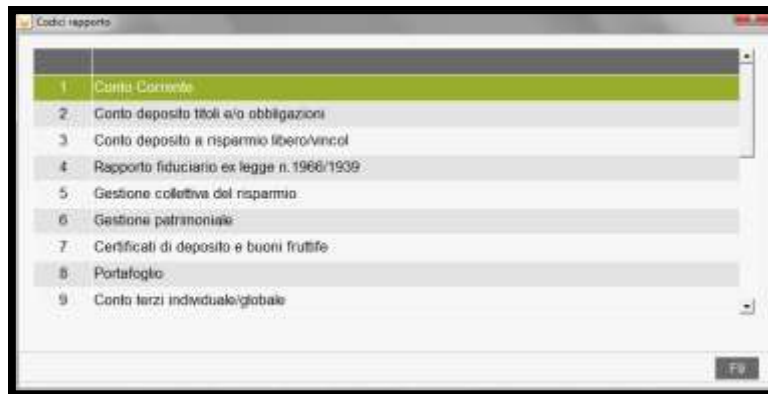 Codici rapporto
1 Conto Corrente
2 Conto deposito titoli e/o obbligazioni
3 Conto deposito a risparmio libero/vincol
4 Rapporto fiduciario ex legge n.1966/1939
5 Gestione collettiva del risparmio
6 Gestione patrimoniale
7 Certificati di deposito e buoni fruttife
8 Portafoglio
9 Conto terzi individuale/globale